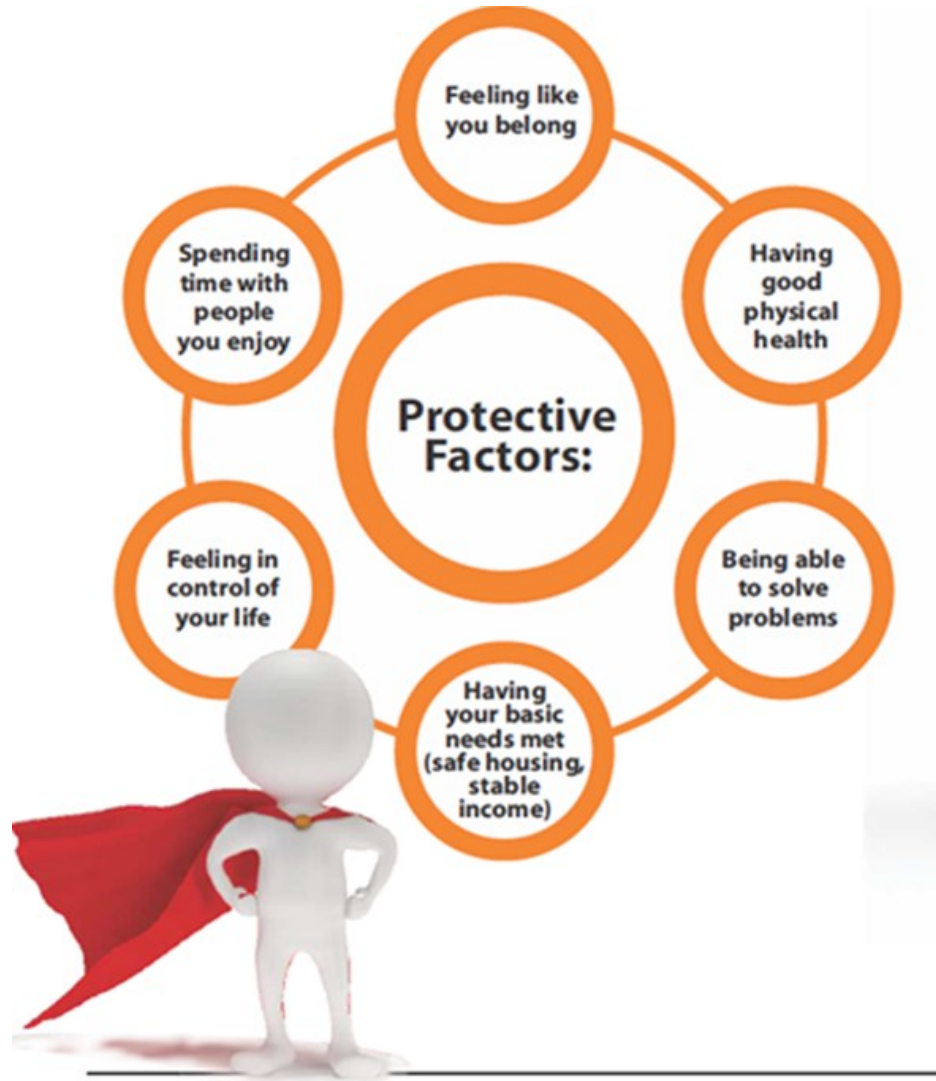 Feeling like
you belong
Spending
time with
people
you enjoy
Having
good
physical
health
Protective
Factors:
Feeling in
control of
your life
Being able
to solve
problems
Having
your basic
needs met
(safe housing,
stable
income)